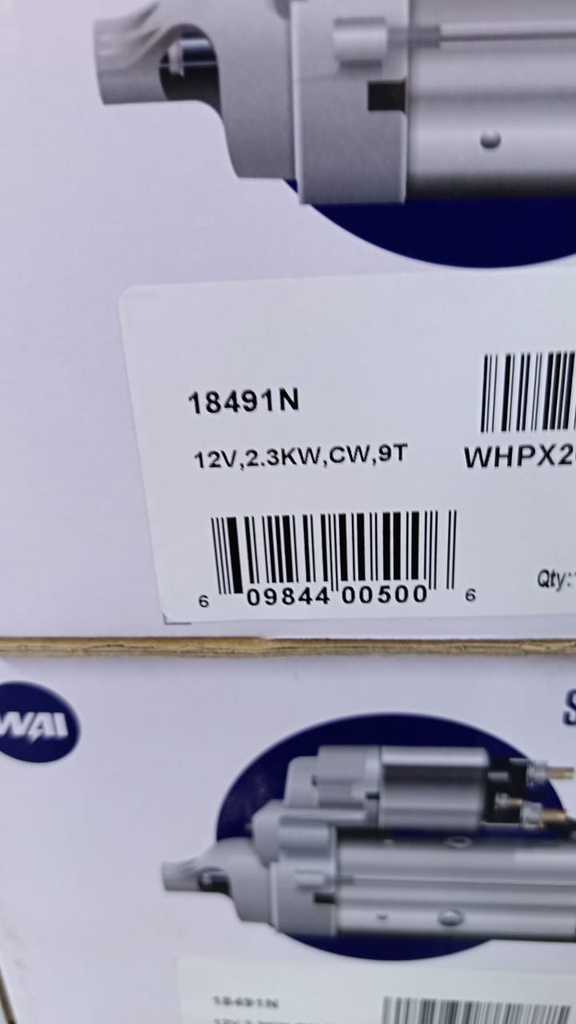 18491N
12V,2.3KW,CW,9T
WHPX2
6 09844 00500 6
Qty:
WAI
S
18491N